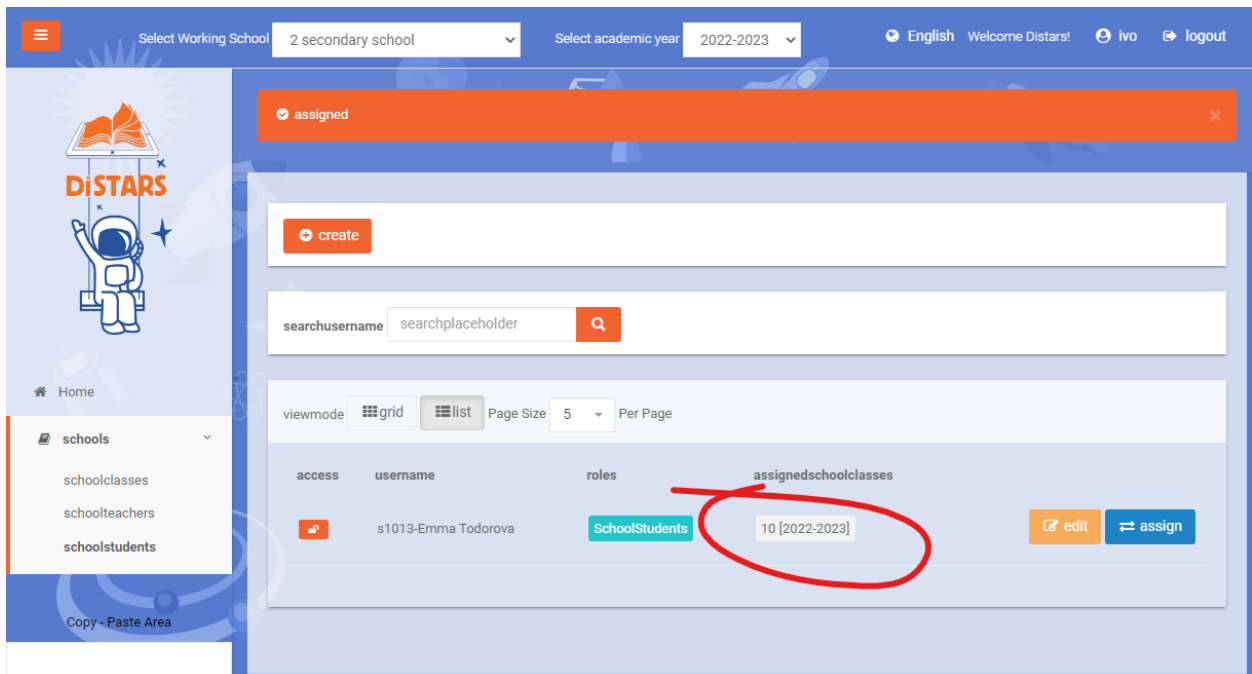 Select Working School 2 secondary school Select academic year 2022-2023 English Welcome Distars! ivo logout
assigned ×
DiSTARS
create
searchusername searchplaceholder
Home
schools
schoolclasses
schoolteachers
schoolstudents
Copy - Paste Area
viewmode grid list Page Size 5 Per Page
access username roles assignedschoolclasses
s1013-Emma Todorova SchoolStudents 10 [2022-2023] edit assign